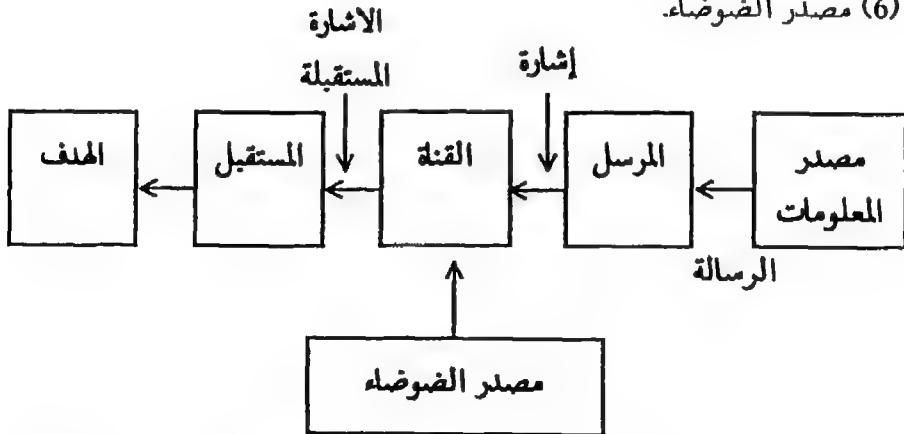 (6) مصدر الضوضاء.
الاشارة
المستقبلة
إشارة
مصدر
المعلومات
المرسل
القناة
المستقبل
الهدف
الرسالة
مصدر الضوضاء